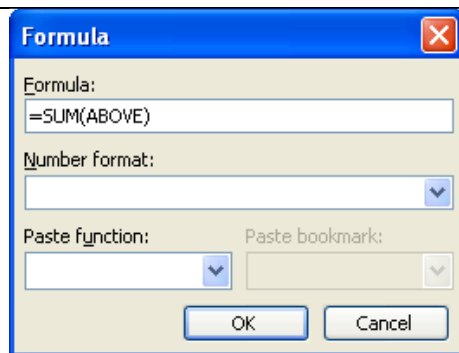 Formula
Formula:
=SUM(ABOVE)
Number format:
Paste function: Paste bookmark:
OK Cancel